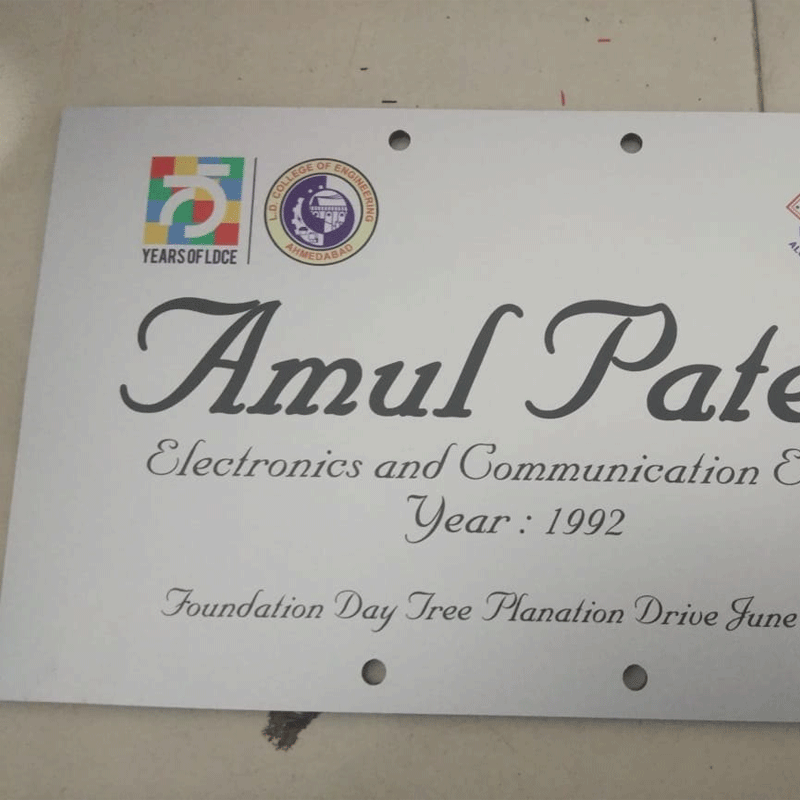 75
YEARS OF LDCE
L.D. COLLEGE OF ENGINEERING
AHMEDABAD
Amul Pate
Electronics and Communication E
Year : 1992
Foundation Day Tree Planation Drive June